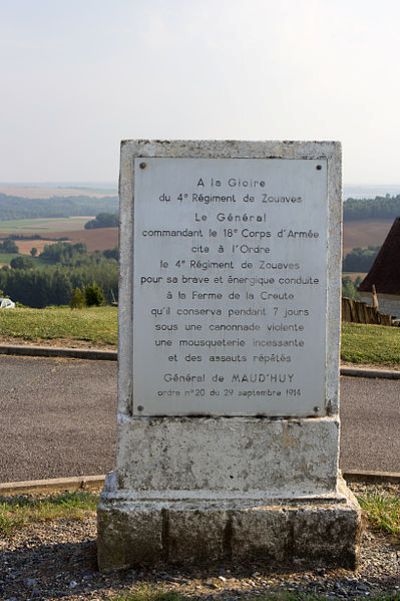 A la Gloire
du 4e Régiment de Zouaves
Le Général
commandant le 18e Corps d'Armée
cite à l'Ordre
le 4e Régiment de Zouaves
pour sa brave et énergique conduite
à la Ferme de la Creute
qu'il conserva pendant 7 jours
sous une canonnade violente
une mousqueterie incessante
et des assauts répétés
Général de MAUD'HUY
ordre n°20 du 29 septembre 1914